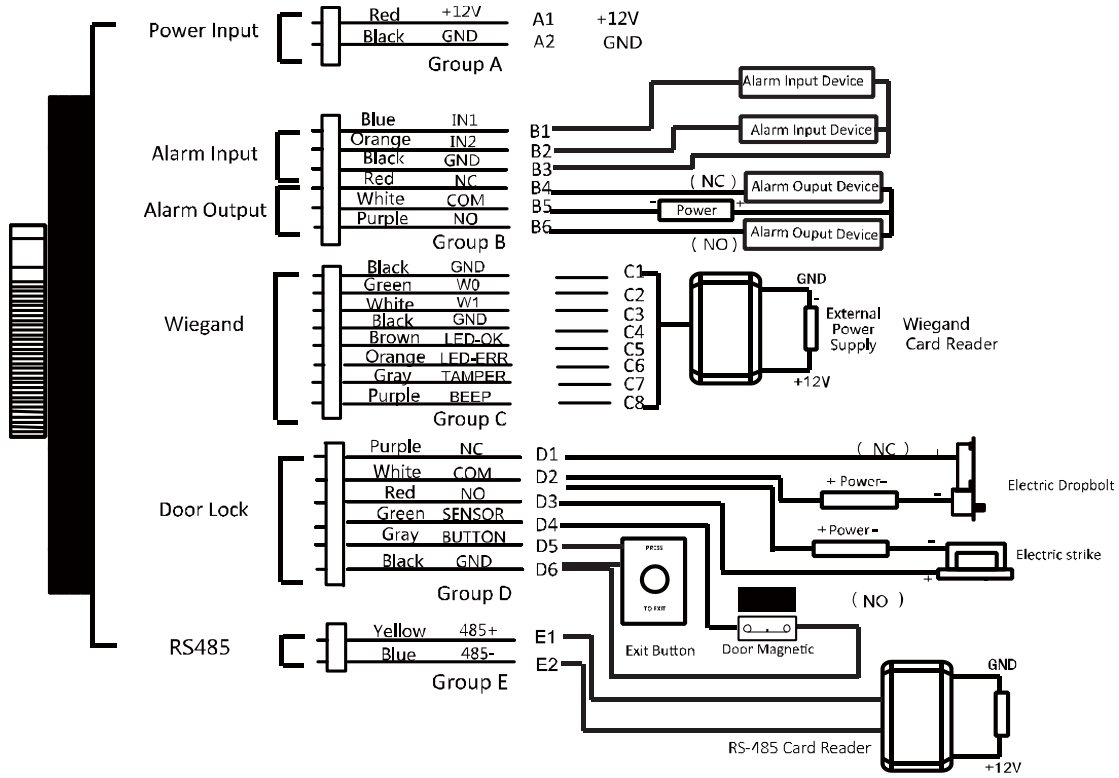 Power Input
Red +12V A1 +12V
Black GND A2 GND
Group A
Alarm Input
Alarm Output
Blue IN1 B1
Orange IN2 B2
Black GND B3
Red NC B4
White COM B5
Purple NO B6
Group B
Alarm Input Device
Alarm Input Device
( NC ) Alarm Ouput Device
- Power +
Alarm Ouput Device
( NO )
Wiegand
Black GND C1
Green W0 C2
White W1 C3
Black GND C4
Brown LED-OK C5
Orange LED-ERR C6
Gray TAMPER C7
Purple BEEP C8
Group C
GND
-
External
Power
Supply
+12V
Wiegand
Card Reader
Door Lock
Purple NC D1
White COM D2
Red NO D3
Green SENSOR D4
Gray BUTTON D5
Black GND D6
Group D
( NC ) +
+ Power - -
Electric Dropbolt
+ Power - -
Electric strike
+
( NO )
PRESS
TO EXIT
Exit Button
Door Magnetic
RS485
Yellow 485+ E1
Blue 485- E2
Group E
GND
RS-485 Card Reader
+12V